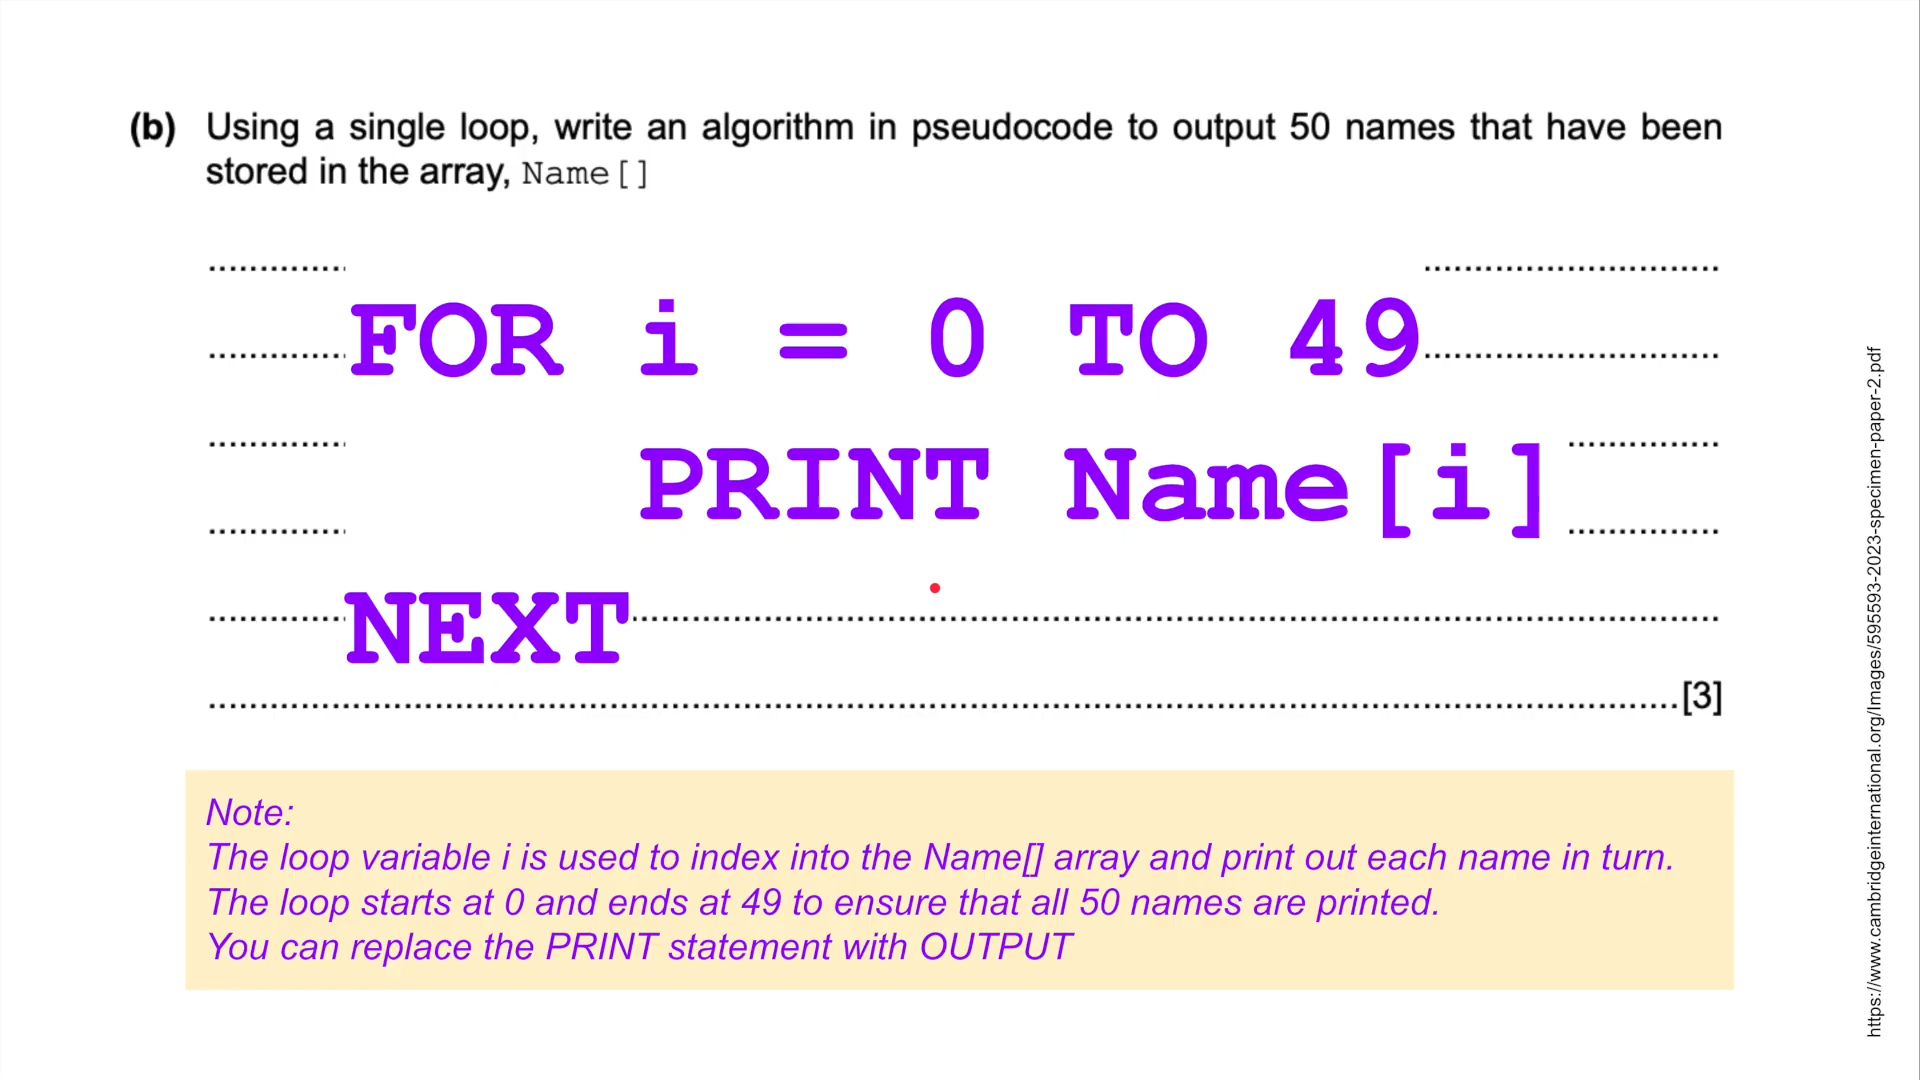 (b) Using a single loop, write an algorithm in pseudocode to output 50 names that have been
stored in the array, Name[]
FOR i = 0 TO 49
PRINT Name[i]
NEXT
[3]
Note:
The loop variable i is used to index into the Name[] array and print out each name in turn.
The loop starts at 0 and ends at 49 to ensure that all 50 names are printed.
You can replace the PRINT statement with OUTPUT
https://www.cambridgeinternational.org/Images/595593-2023-specimen-paper-2.pdf